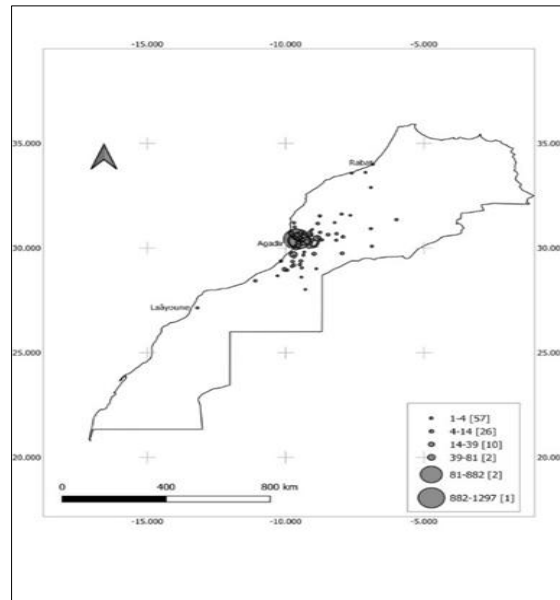 -15.000 -10.000 -5.000
35.000 35.000
Rabat
30.000 30.000
Agadir
Laâyoune
25.000 25.000
1-4 [57]
4-14 [26]
14-39 [10]
39-81 [2]
81-882 [2]
882-1297 [1]
20.000 20.000
0 400 800 km
-15.000 -10.000 -5.000